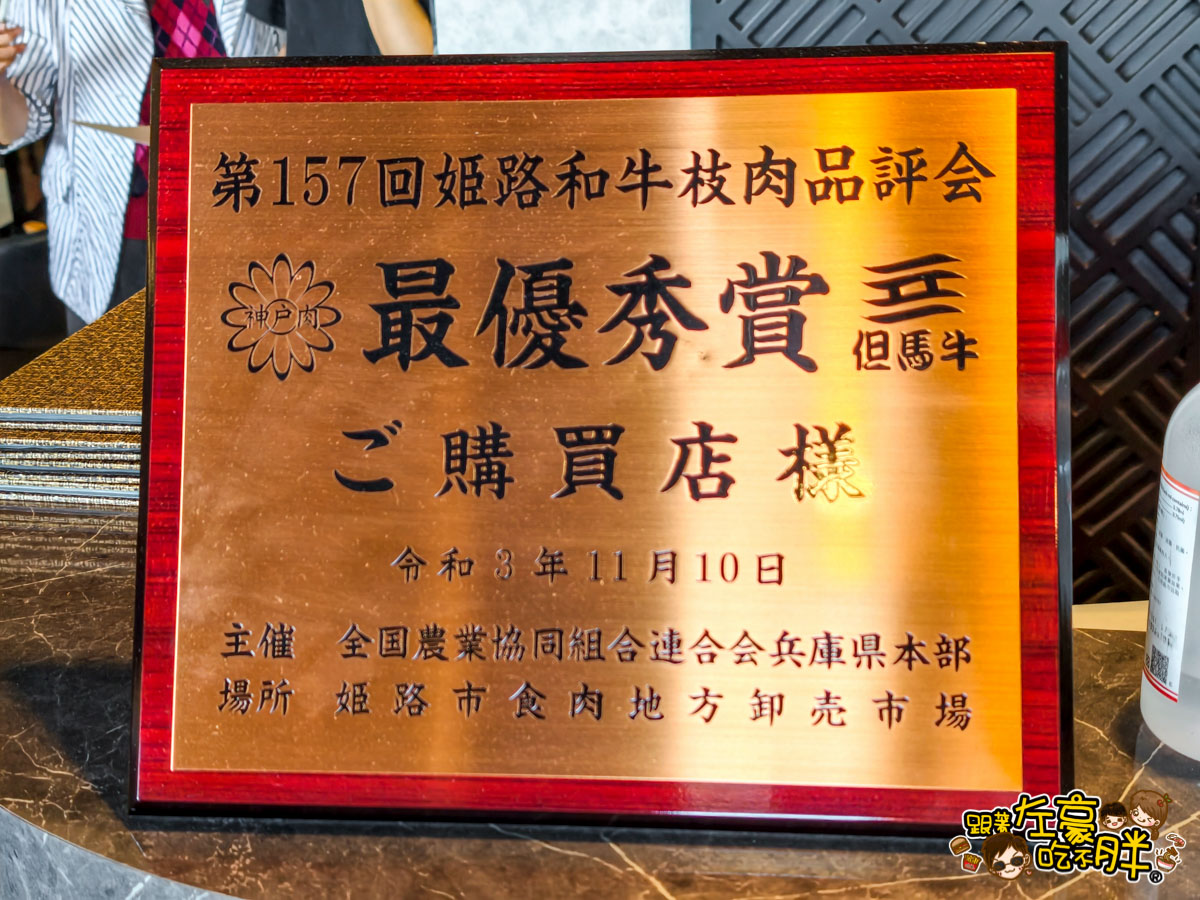 第157回姫路和牛枝肉品評会
神戸肉
最優秀賞
但馬牛
ご購買店様
令和3年11月10日
主催 全国農業協同組合連合会兵庫県本部
場所 姫路市食肉地方卸売市場
跟著左豪吃不胖®